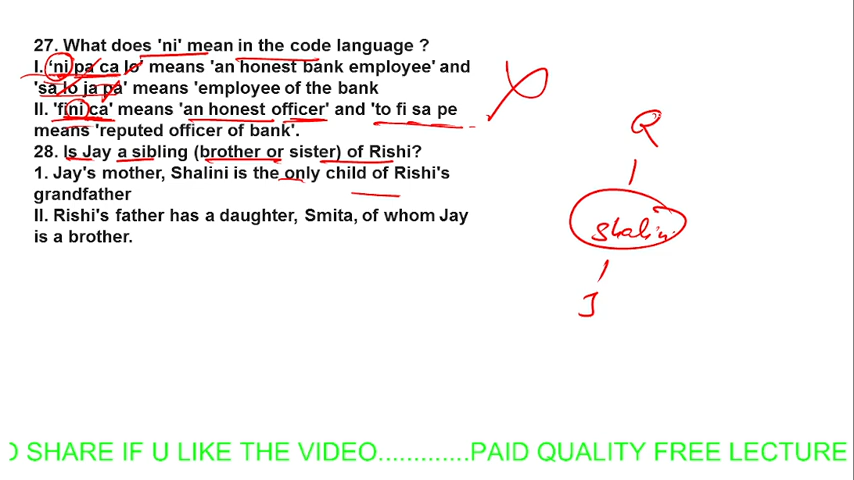 27. What does 'ni' mean in the code language ?
I. 'ni pa ca lo' means 'an honest bank employee' and
'sa lo ja pa' means 'employee of the bank
II. 'fi ni ca' means 'an honest officer' and 'to fi sa pe
means 'reputed officer of bank'.
28. Is Jay a sibling (brother or sister) of Rishi?
1. Jay's mother, Shalini is the only child of Rishi's
grandfather
II. Rishi's father has a daughter, Smita, of whom Jay
is a brother.
R
Shalini
J
SHARE IF U LIKE THE VIDEO.............PAID QUALITY FREE LECTURE